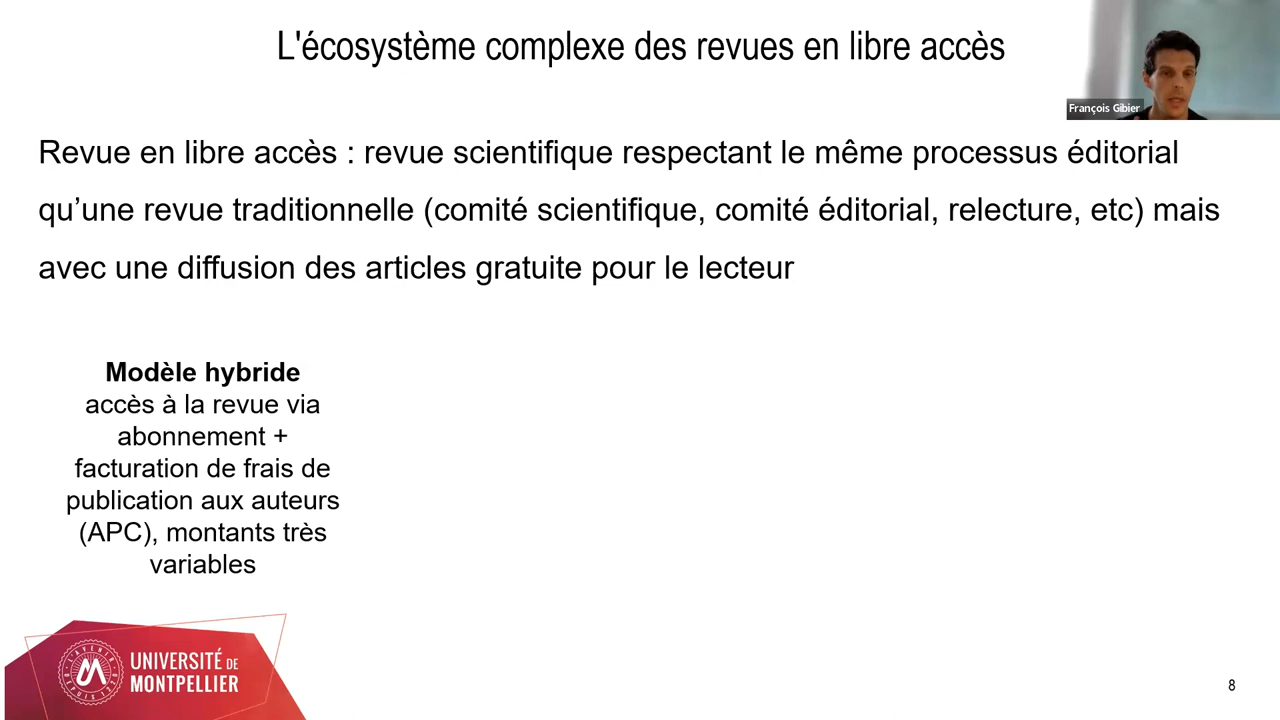 L'écosystème complexe des revues en libre accès
François Gibier
Revue en libre accès : revue scientifique respectant le même processus éditorial
qu’une revue traditionnelle (comité scientifique, comité éditorial, relecture, etc) mais
avec une diffusion des articles gratuite pour le lecteur
Modèle hybride
accès à la revue via
abonnement +
facturation de frais de
publication aux auteurs
(APC), montants très
variables
UNIVERSITÉ DE
MONTPELLIER
8